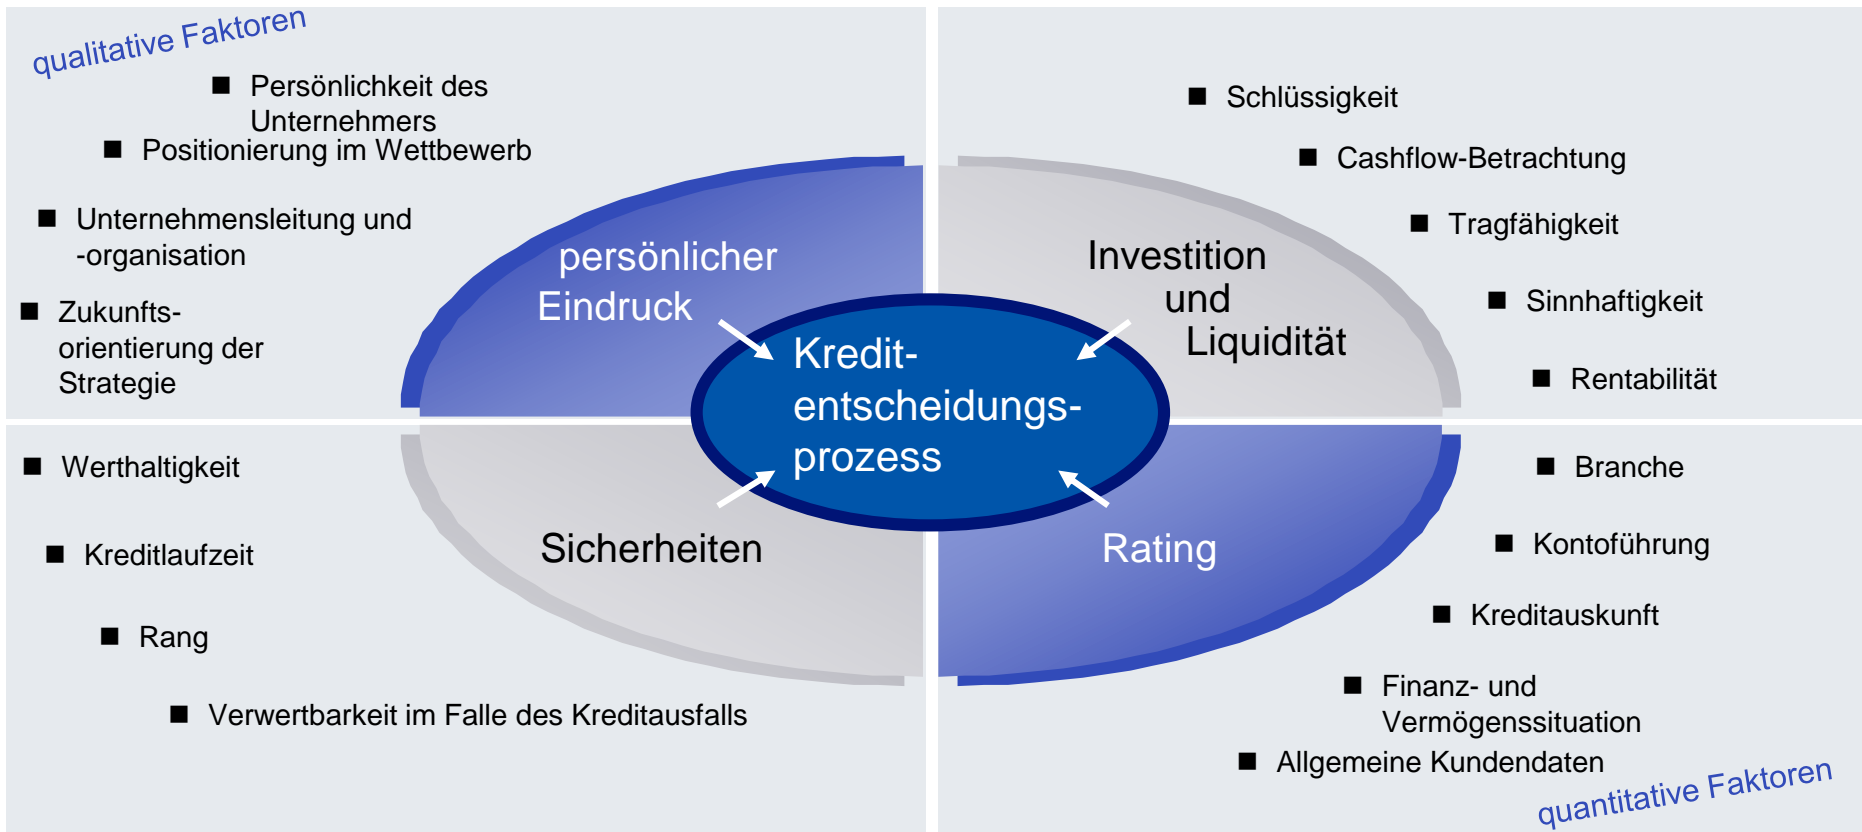 qualitative Faktoren
Persönlichkeit des
Unternehmers
Positionierung im Wettbewerb
Unternehmensleitung und
-organisation
Zukunfts-
orientierung der
Strategie
persönlicher
Eindruck
Schlüssigkeit
Cashflow-Betrachtung
Tragfähigkeit
Sinnhaftigkeit
Rentabilität
Investition
und
Liquidität
Kredit-
entscheidungs-
prozess
Werthaltigkeit
Kreditlaufzeit
Rang
Verwertbarkeit im Falle des Kreditausfalls
Sicherheiten
Rating
Branche
Kontoführung
Kreditauskunft
Finanz- und
Vermögenssituation
Allgemeine Kundendaten
quantitative Faktoren